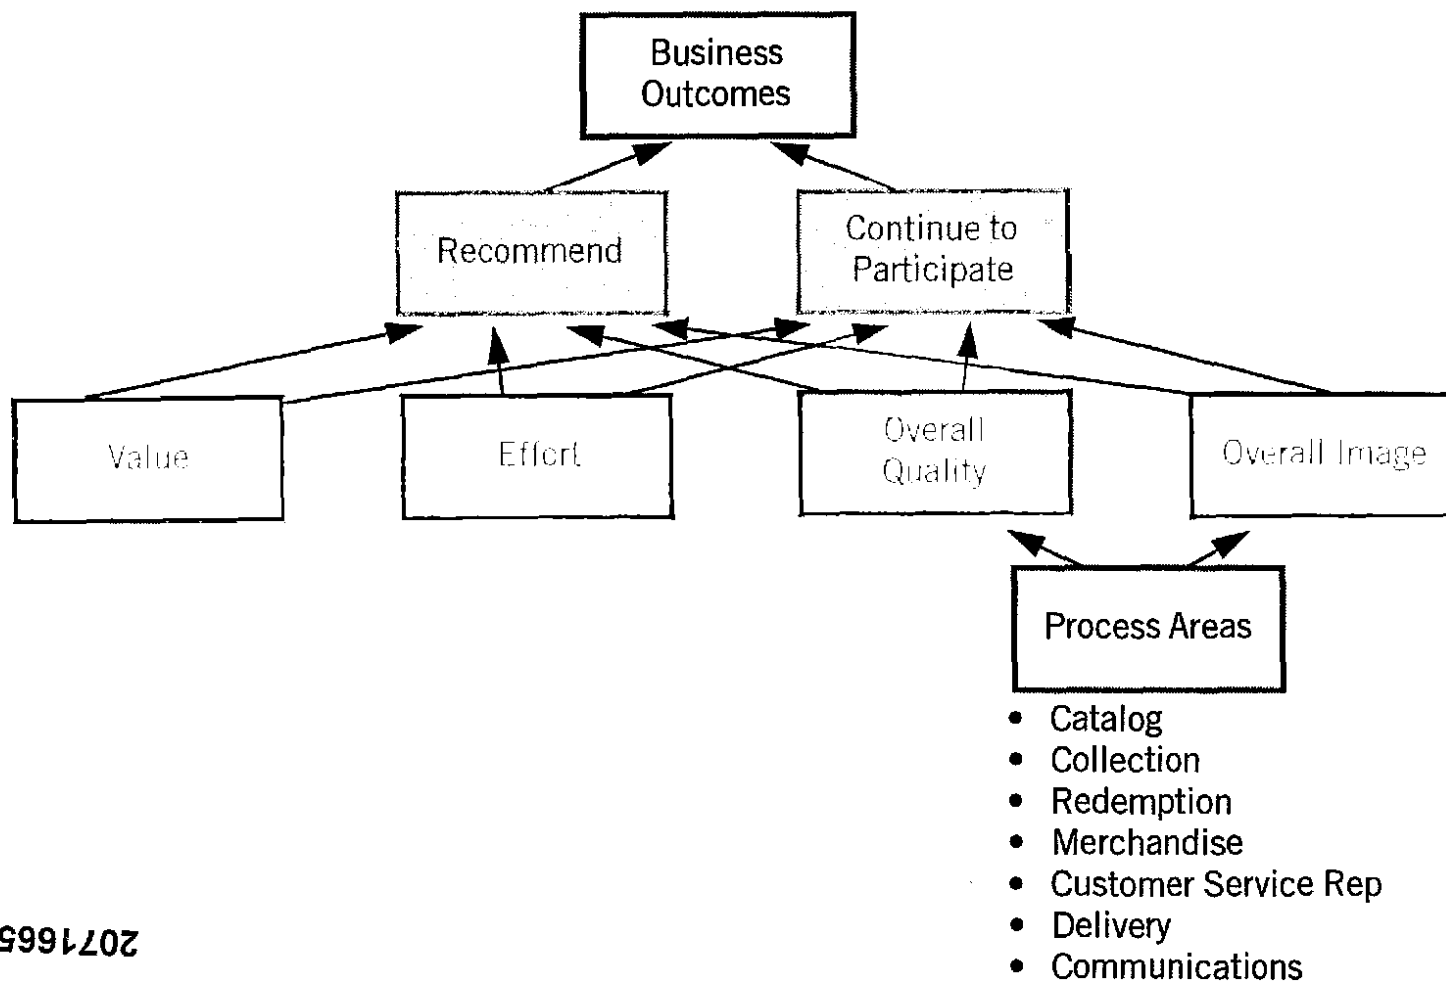 Business
Outcomes
Recommend
Continue to
Participate
Value
Effort
Overall
Quality
Overall Image
Process Areas
• Catalog
• Collection
• Redemption
• Merchandise
• Customer Service Rep
• Delivery
• Communications
2071665